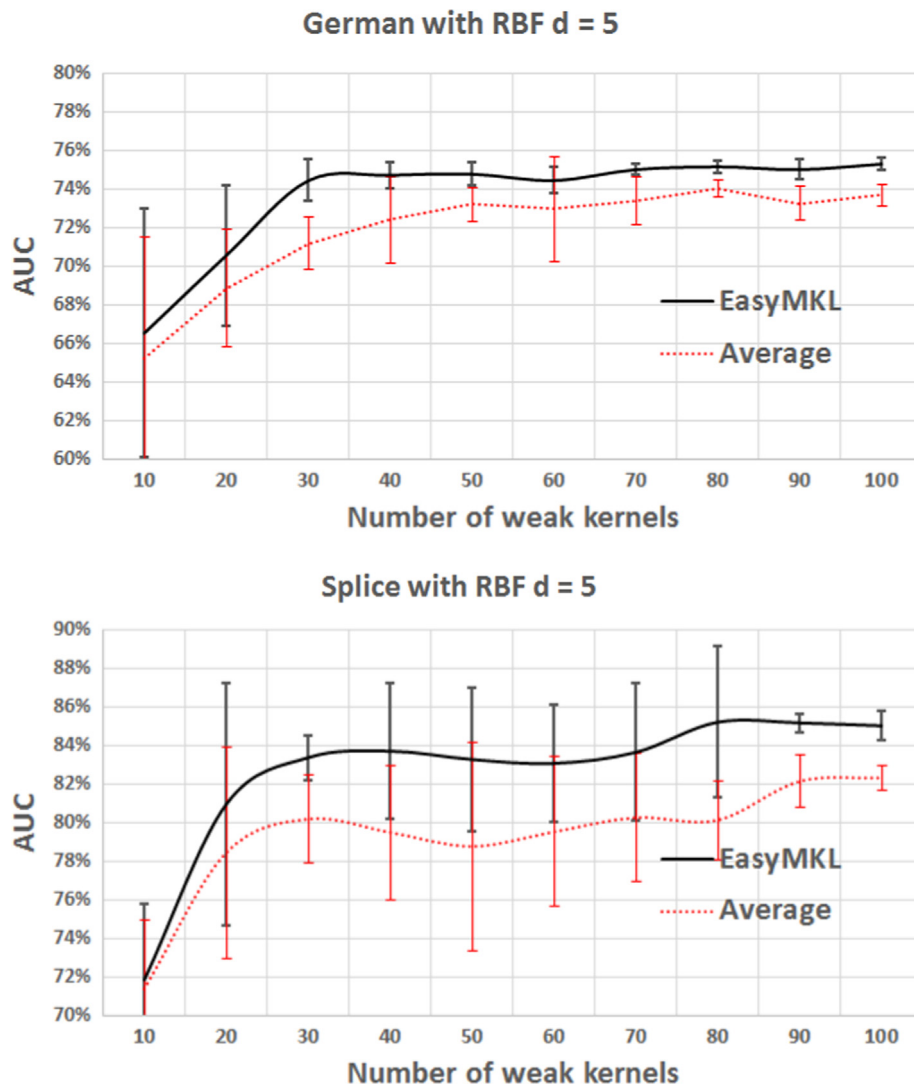 German with RBF d = 5
80%
78%
76%
74%
72%
70%
68%
66%
64%
62%
60%
AUC
EasyMKL
Average
10 20 30 40 50 60 70 80 90 100
Number of weak kernels
Splice with RBF d = 5
90%
88%
86%
84%
82%
80%
78%
76%
74%
72%
70%
AUC
EasyMKL
Average
10 20 30 40 50 60 70 80 90 100
Number of weak kernels